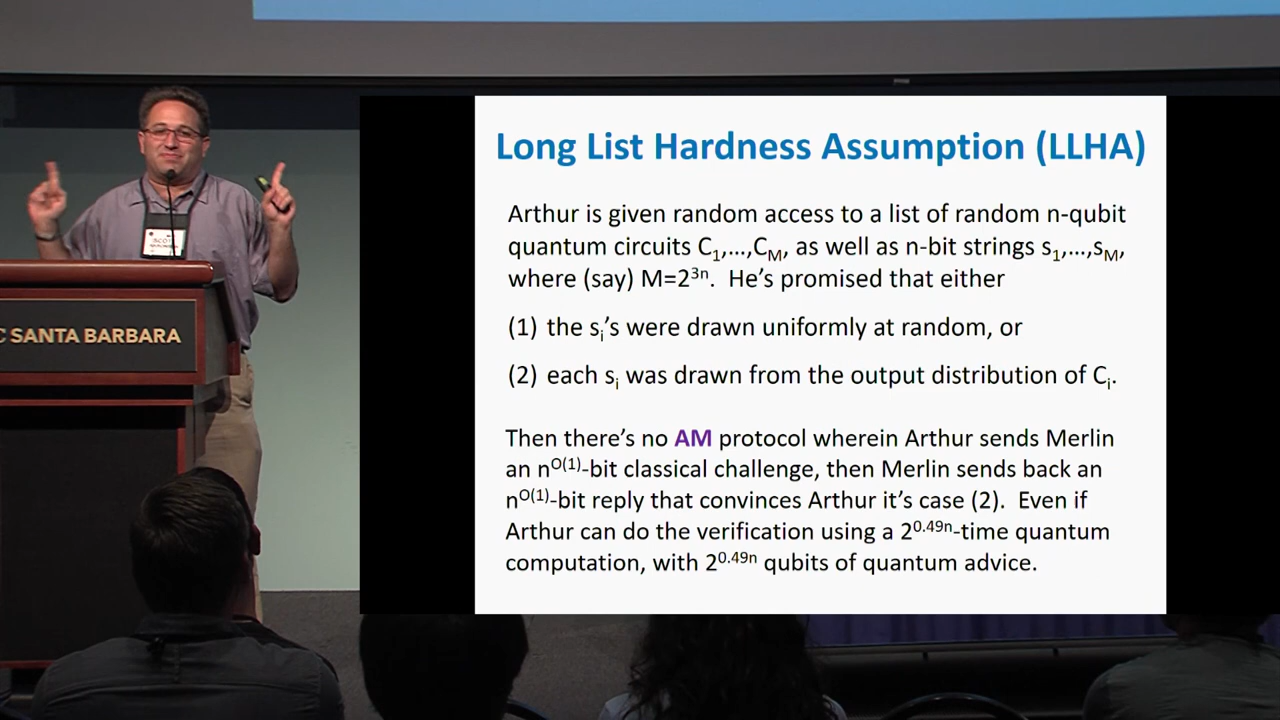 Long List Hardness Assumption (LLHA)
Arthur is given random access to a list of random n-qubit
quantum circuits C₁,…,C_M, as well as n-bit strings s₁,…,s_M,
where (say) M=2³ⁿ. He's promised that either
(1) the sᵢ's were drawn uniformly at random, or
(2) each sᵢ was drawn from the output distribution of Cᵢ.
Then there's no AM protocol wherein Arthur sends Merlin
an n^O(1)-bit classical challenge, then Merlin sends back an
n^O(1)-bit reply that convinces Arthur it's case (2). Even if
Arthur can do the verification using a 2^0.49n-time quantum
computation, with 2^0.49n qubits of quantum advice.
SCOTT
C SANTA BARBARA